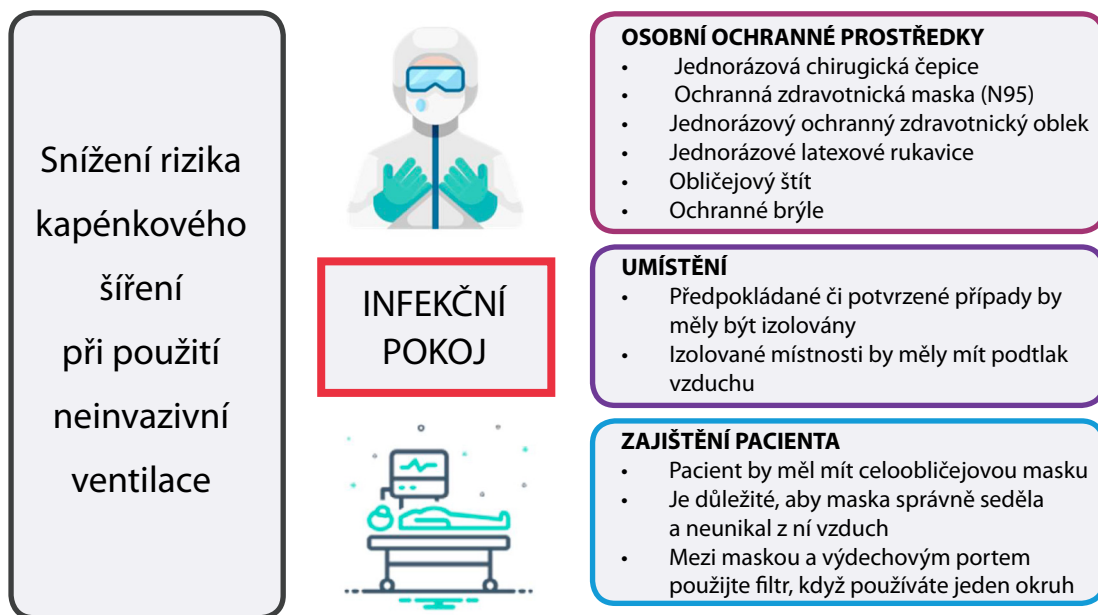 Snížení rizika
kapénkového
šíření
při použití
neinvazivní
ventilace
INFEKČNÍ
POKOJ
OSOBNÍ OCHRANNÉ PROSTŘEDKY
• Jednorázová chirugická čepice
• Ochranná zdravotnická maska (N95)
• Jednorázový ochranný zdravotnický oblek
• Jednorázové latexové rukavice
• Obličejový štít
• Ochranné brýle
UMÍSTĚNÍ
• Předpokládané či potvrzené případy by
měly být izolovány
• Izolované místnosti by měly mít podtlak
vzduchu
ZAJIŠTĚNÍ PACIENTA
• Pacient by měl mít celoobličejovou masku
• Je důležité, aby maska správně seděla
a neunikal z ní vzduch
• Mezi maskou a výdechovým portem
použijte filtr, když používáte jeden okruh